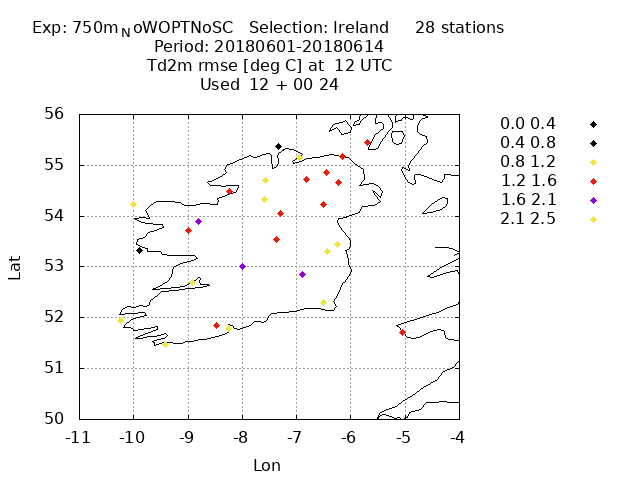 Exp: 750mNoWOPTNoSC Selection: Ireland 28 stations
Period: 20180601-20180614
Td2m rmse [deg C] at 12 UTC
Used 12 + 00 24
0.0 0.4
0.4 0.8
0.8 1.2
1.2 1.6
1.6 2.1
2.1 2.5
56
55
54
53
52
51
50
Lat
-11 -10 -9 -8 -7 -6 -5 -4
Lon